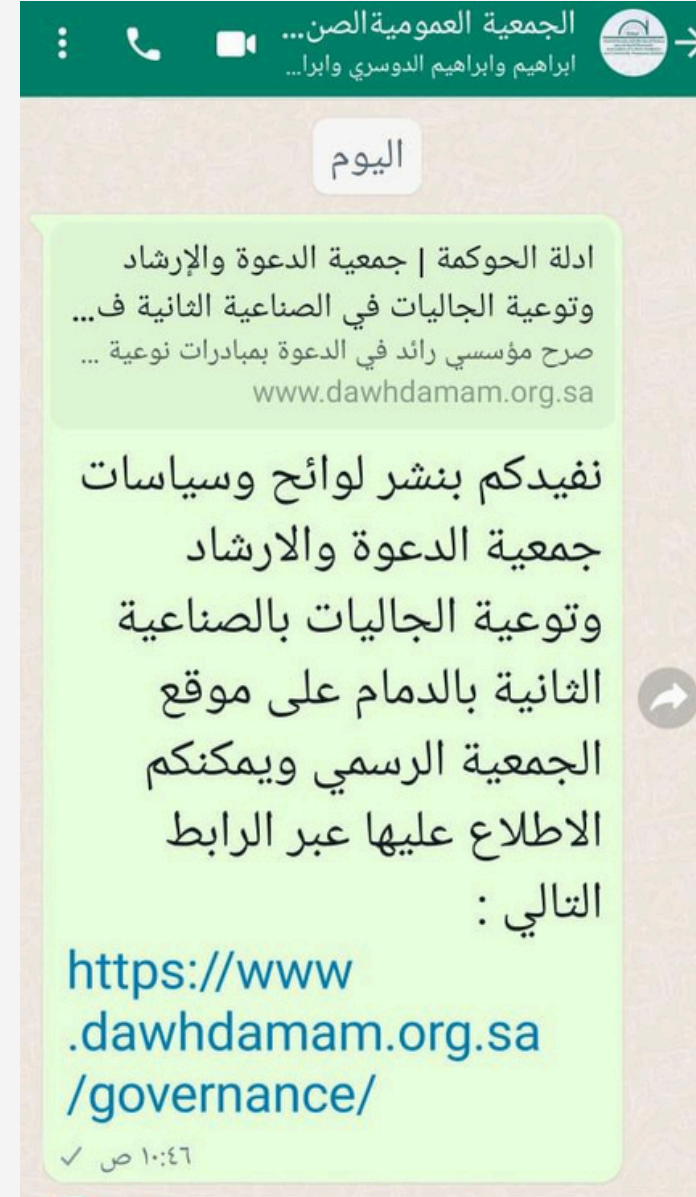 الجمعية العموميةالصن...
ابراهيم وابراهيم الدوسري وابرا...
اليوم
ادلة الحوكمة | جمعية الدعوة والإرشاد
وتوعية الجاليات في الصناعية الثانية ف...
صرح مؤسسي رائد في الدعوة بمبادرات نوعية ...
www.dawhdamam.org.sa
نفيدكم بنشر لوائح وسياسات
جمعية الدعوة والارشاد
وتوعية الجاليات بالصناعية
الثانية بالدمام على موقع
الجمعية الرسمي ويمكنكم
الاطلاع عليها عبر الرابط
التالي :
https://www
.dawhdamam.org.sa
/governance/
١٠:٤٦ ص